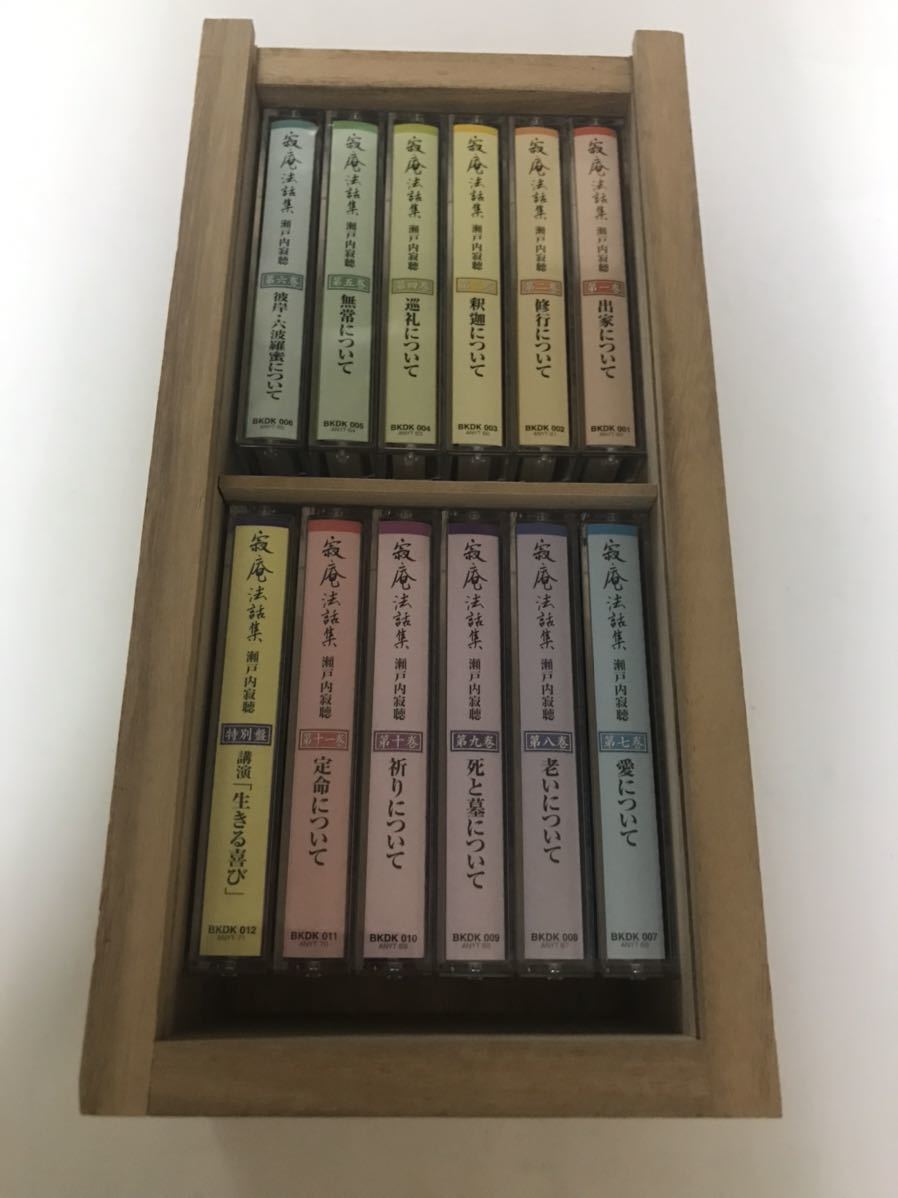 寂庵法話集 瀬戸内寂聴 第一巻 出家について
BKDK 001
寂庵法話集 瀬戸内寂聴 第二巻 修行について
BKDK 002
寂庵法話集 瀬戸内寂聴 釈迦について
BKDK 003
寂庵法話集 瀬戸内寂聴 第四巻 巡礼について
BKDK 004
寂庵法話集 瀬戸内寂聴 第五巻 無常について
BKDK 005
寂庵法話集 瀬戸内寂聴 第六巻 彼岸・六波羅蜜について
BKDK 006
寂庵法話集 瀬戸内寂聴 第七巻 愛について
BKDK 007
寂庵法話集 瀬戸内寂聴 第八巻 老いについて
BKDK 008
寂庵法話集 瀬戸内寂聴 第九巻 死と墓について
BKDK 009
寂庵法話集 瀬戸内寂聴 第十巻 祈りについて
BKDK 010
寂庵法話集 瀬戸内寂聴 第十一巻 定命について
BKDK 011
ANYT-70
寂庵法話集 瀬戸内寂聴 特別盤 講演「生きる喜び」
BKDK 012
ANYT-71